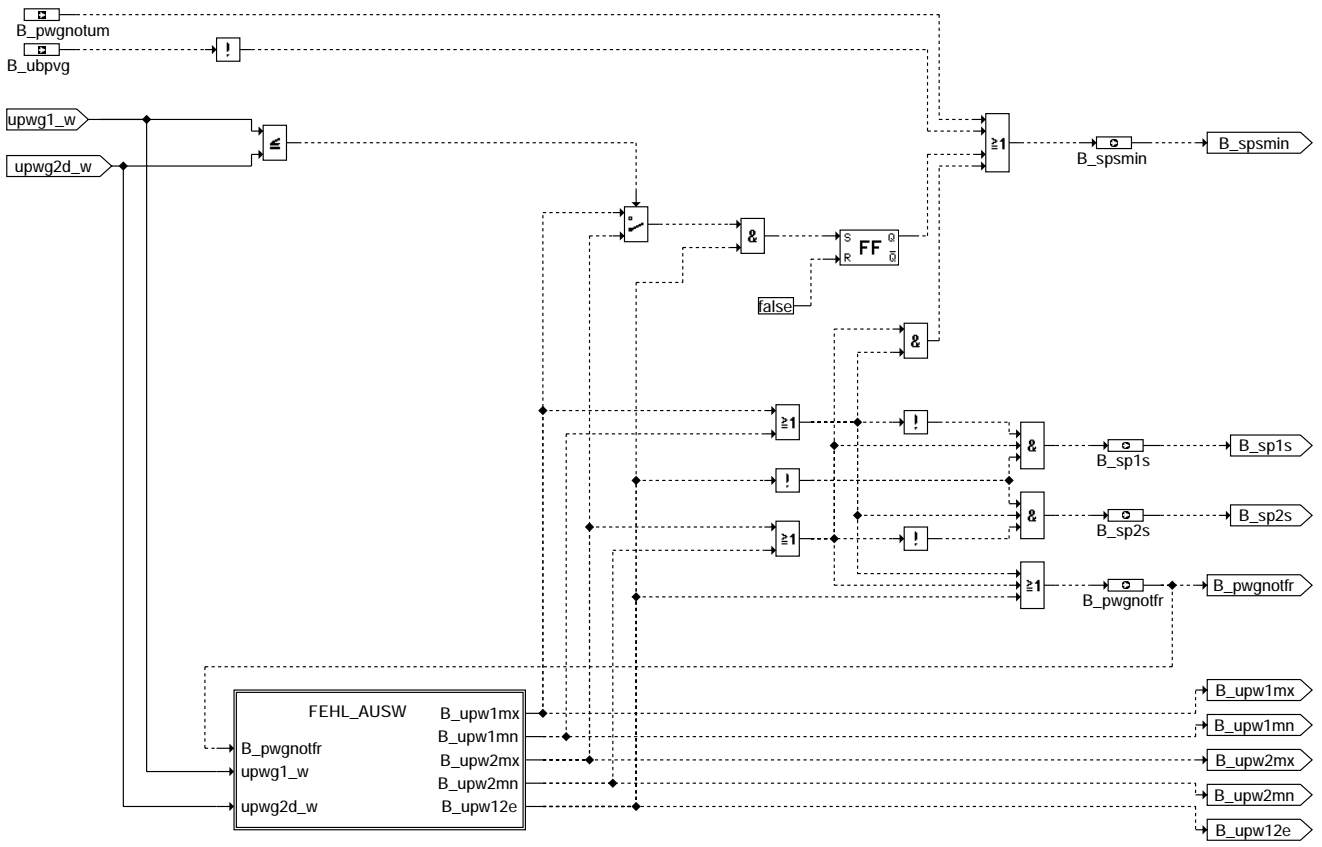 B_pwgnotum
B_ubpvg
!
upwg1_w
upwg2d_w
≤
≥1
B_spsmin
B_spsmin
&
S Q
FF
R Q̅
false
&
≥1
!
&
B_sp1s
B_sp1s
!
&
B_sp2s
B_sp2s
≥1
!
≥1
B_pwgnotfr
B_pwgnotfr
FEHL_AUSW
B_pwgnotfr
upwg1_w
upwg2d_w
B_upw1mx
B_upw1mn
B_upw2mx
B_upw2mn
B_upw12e
B_upw1mx
B_upw1mn
B_upw2mx
B_upw2mn
B_upw12e